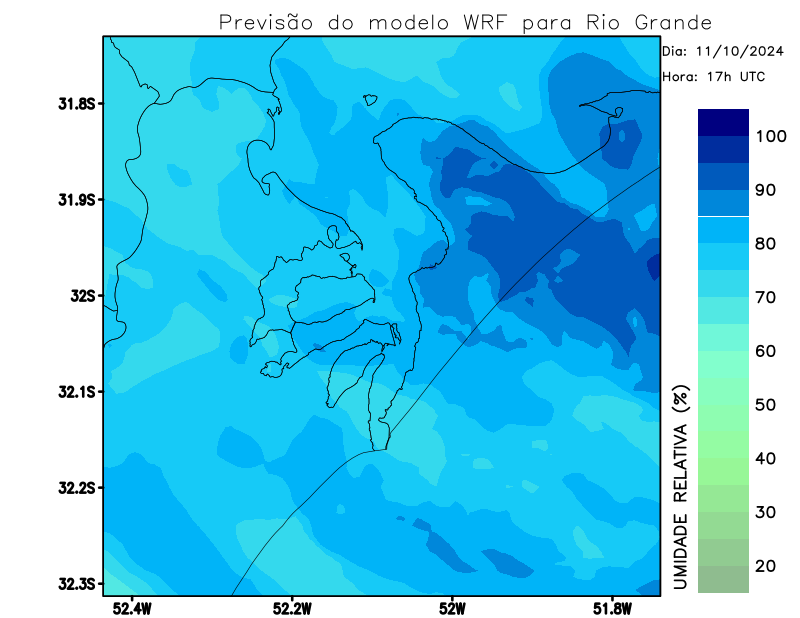 Previsão do modelo WRF para Rio Grande
Dia: 11/10/2024
Hora: 17h UTC
31.8S
31.9S
32S
32.1S
32.2S
32.3S
52.4W
52.2W
52W
51.8W
100
90
80
70
60
50
40
30
20
UMIDADE RELATIVA (%)